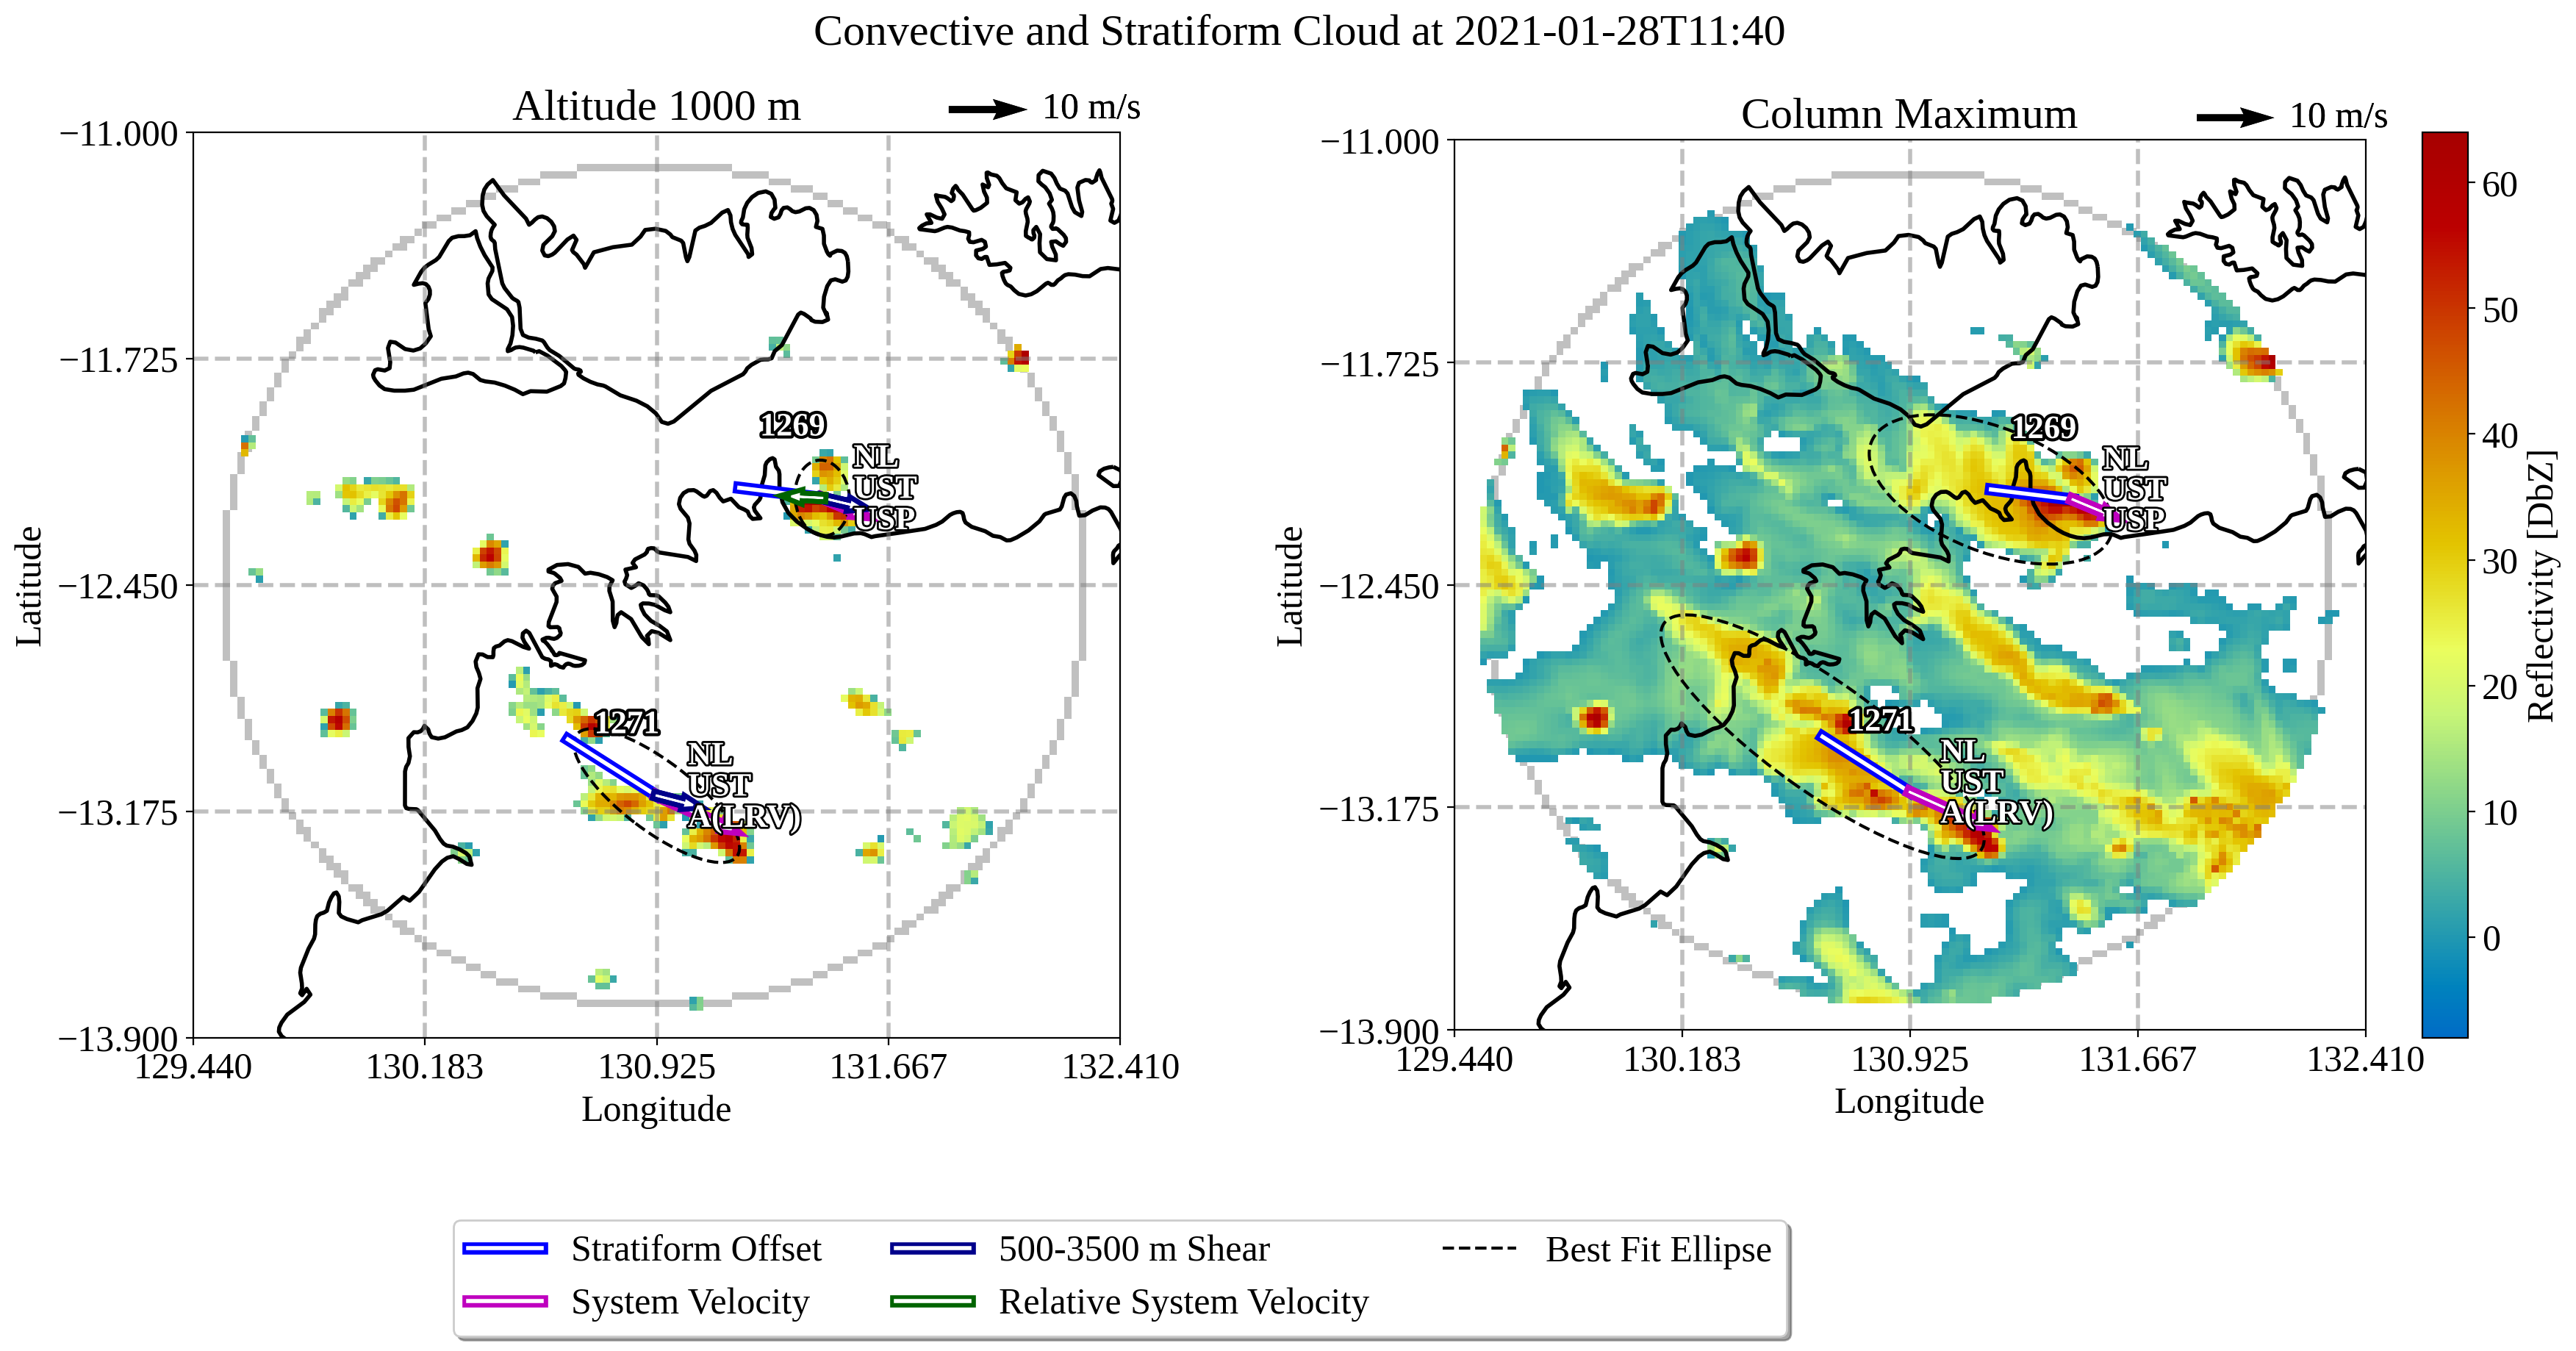 Convective and Stratiform Cloud at 2021-01-28T11:40
Altitude 1000 m
10 m/s
−11.000
−11.725
−12.450
−13.175
−13.900
Latitude
129.440
130.183
130.925
131.667
132.410
Longitude
1269
NL
UST
USP
1271
NL
UST
A(LRV)
Column Maximum
10 m/s
−11.000
−11.725
−12.450
−13.175
−13.900
Latitude
129.440
130.183
130.925
131.667
132.410
Longitude
1269
NL
UST
USP
1271
NL
UST
A(LRV)
60
50
40
30
20
10
0
Reflectivity [DbZ]
Stratiform Offset
System Velocity
500-3500 m Shear
Relative System Velocity
Best Fit Ellipse